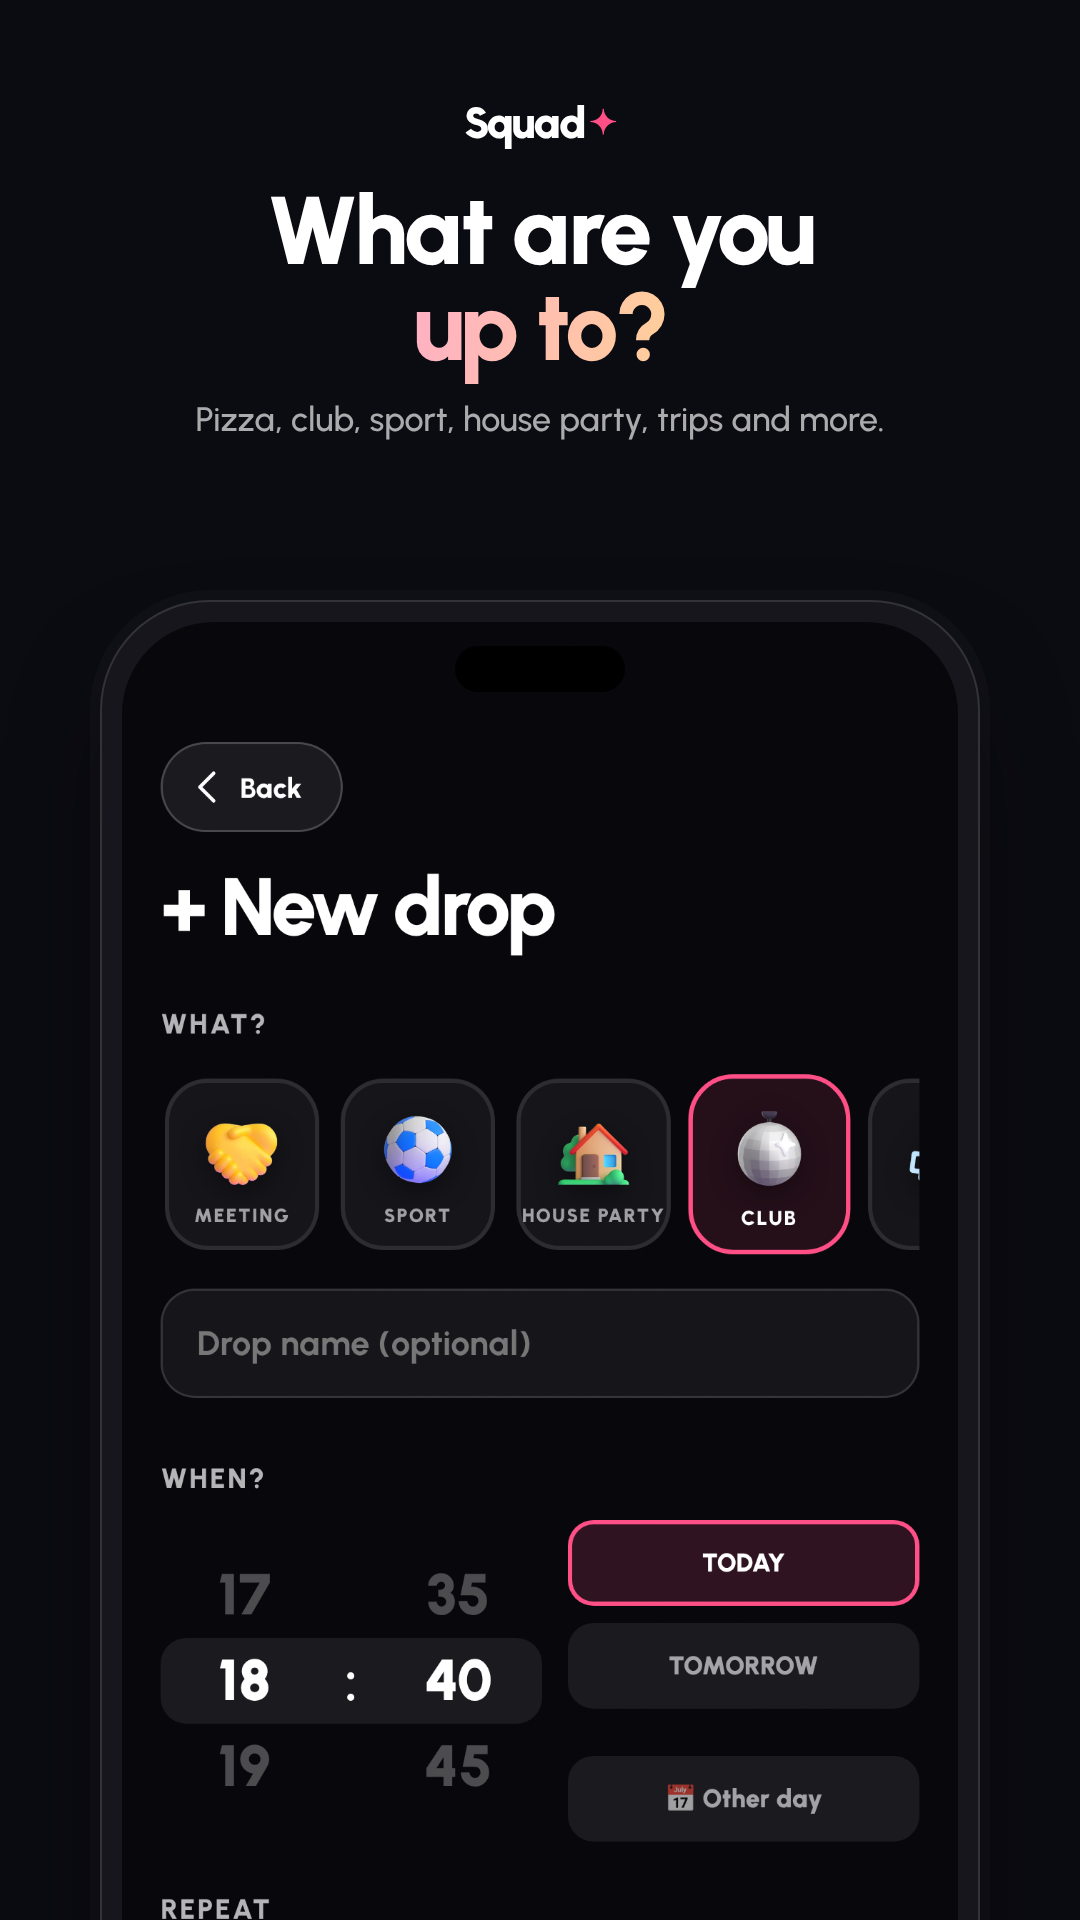 Squad
What are you
up to?
Pizza, club, sport, house party, trips and more.
Back
+ New drop
WHAT?
MEETING
SPORT
HOUSE PARTY
CLUB
Drop name (optional)
WHEN?
17 35
18 : 40
19 45
TODAY
TOMORROW
July
17
Other day
REPEAT